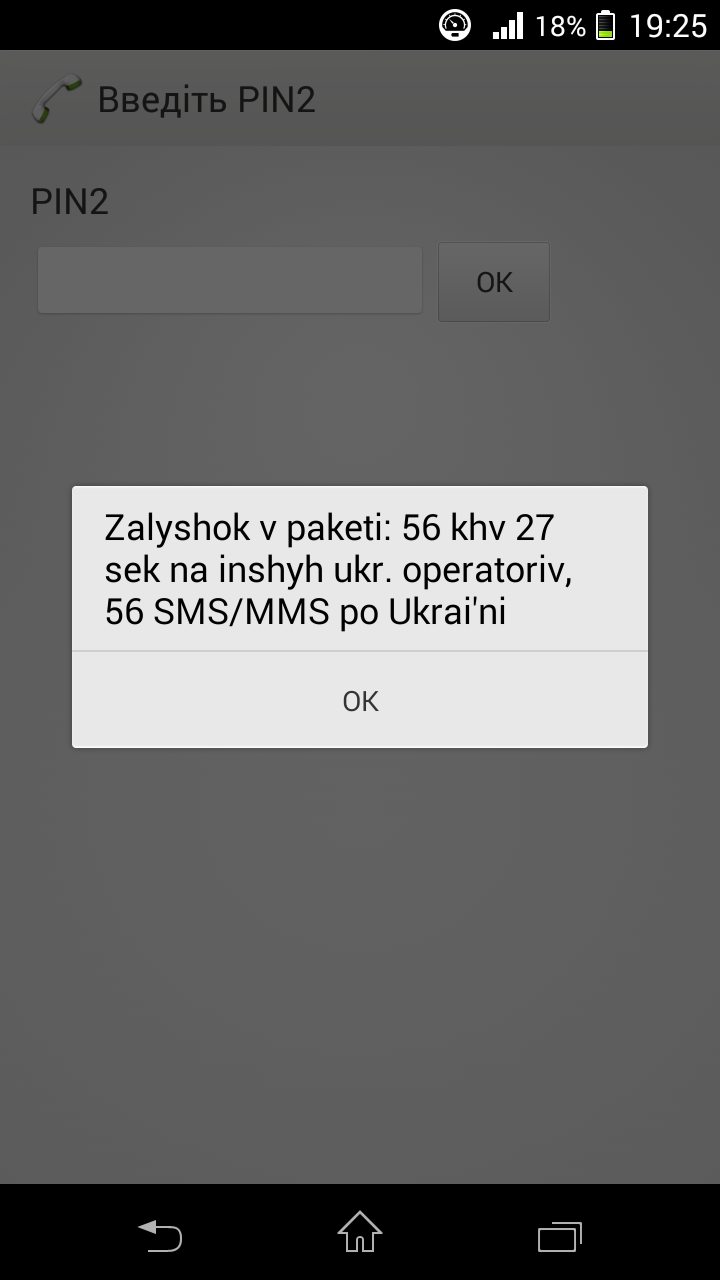 18% 19:25
Введіть PIN2
PIN2
OK
Zalyshok v paketi: 56 khv 27
sek na inshyh ukr. operatoriv,
56 SMS/MMS po Ukrai'ni
OK